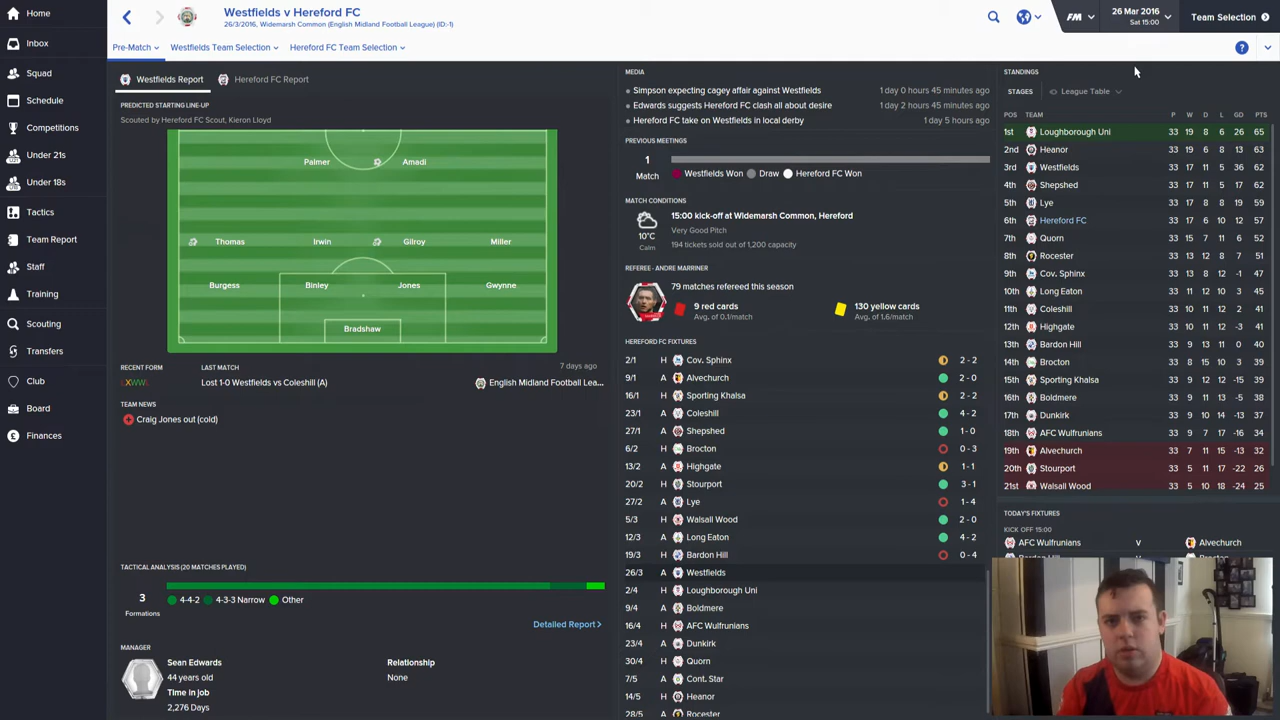 Home
Inbox
Squad
Schedule
Competitions
Under 21s
Under 18s
Tactics
Team Report
Staff
Training
Scouting
Transfers
Club
Board
Finances
Westfields v Hereford FC
26/3/2016, Widemarsh Common (English Midland Football League) (ID:-1)
FM
26 Mar 2016
Sat 15:00
Team Selection
Pre-Match
Westfields Team Selection
Hereford FC Team Selection
?
Westfields Report
Hereford FC Report
PREDICTED STARTING LINE-UP
Scouted by Hereford FC Scout, Kieron Lloyd
Palmer Amadi
Thomas Irwin Gilroy Miller
Burgess Binley Jones Gwynne
Bradshaw
RECENT FORM
LAST MATCH
7 days ago
LXWWL
Lost 1-0 Westfields vs Coleshill (A)
English Midland Football Lea...
TEAM NEWS
Craig Jones out (cold)
TACTICAL ANALYSIS (20 MATCHES PLAYED)
3
Formations
4-4-2 4-3-3 Narrow Other
Detailed Report >
MANAGER
Sean Edwards
44 years old
Time in job
2,276 Days
Relationship
None
MEDIA
Simpson expecting cagey affair against Westfields 1 day 0 hours 45 minutes ago
Edwards suggests Hereford FC clash all about desire 1 day 2 hours 45 minutes ago
Hereford FC take on Westfields in local derby 1 day 5 hours ago
PREVIOUS MEETINGS
1
Match
Westfields Won Draw Hereford FC Won
MATCH CONDITIONS
10°C
Calm
15:00 kick-off at Widemarsh Common, Hereford
Very Good Pitch
194 tickets sold out of 1,200 capacity
REFEREE - ANDRE MARRINER
79 matches refereed this season
9 red cards
Avg. of 0.1/match
130 yellow cards
Avg. of 1.6/match
HEREFORD FC FIXTURES
2/1 H Cov. Sphinx 2 - 2
9/1 A Alvechurch 2 - 0
16/1 H Sporting Khalsa 2 - 2
23/1 A Coleshill 4 - 2
27/1 A Shepshed 1 - 0
6/2 H Brocton 0 - 3
13/2 A Highgate 1 - 1
20/2 H Stourport 3 - 1
27/2 A Lye 1 - 4
5/3 H Walsall Wood 2 - 0
12/3 A Long Eaton 4 - 2
19/3 H Bardon Hill 0 - 4
26/3 A Westfields
2/4 H Loughborough Uni
9/4 A Boldmere
16/4 H AFC Wulfrunians
23/4 A Dunkirk
30/4 H Quorn
7/5 A Cont. Star
14/5 H Heanor
28/5 A Rocester
STANDINGS
STAGES League Table
POS TEAM P W D L GD PTS
1st Loughborough Uni 33 19 8 6 26 65
2nd Heanor 33 19 6 8 13 63
3rd Westfields 33 17 11 5 36 62
4th Shepshed 33 17 11 5 17 62
5th Lye 33 17 8 8 19 59
6th Hereford FC 33 17 6 10 12 57
7th Quorn 33 15 7 11 6 52
8th Rocester 33 12 15 6 7 51
9th Cov. Sphinx 33 13 8 12 -1 47
10th Long Eaton 33 11 12 10 3 45
11th Coleshill 33 10 11 12 2 41
12th Highgate 33 10 11 12 -3 41
13th Bardon Hill 33 9 13 11 0 40
14th Brocton 33 8 15 10 3 39
15th Sporting Khalsa 33 9 12 12 -15 39
16th Boldmere 33 9 11 13 -5 38
17th Dunkirk 33 9 10 14 -13 37
18th AFC Wulfrunians 33 9 7 17 -16 34
19th Alvechurch 33 7 11 15 -13 32
20th Stourport 33 5 11 17 -22 26
21st Walsall Wood 33 5 10 18 -24 25
TODAY'S FIXTURES
KICK OFF 15:00
AFC Wulfrunians v Alvechurch